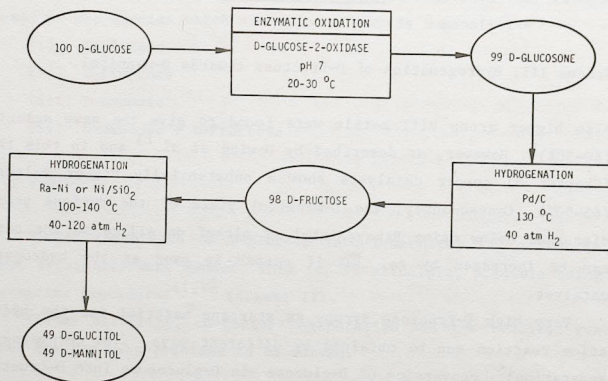 100 D-GLUCOSE
ENZYMATIC OXIDATION
D-GLUCOSE-2-OXIDASE
pH 7
20-30 °C
99 D-GLUCOSONE
HYDROGENATION
Pd/C
130 °C
40 atm H₂
98 D-FRUCTOSE
HYDROGENATION
Ra-Ni or Ni/SiO₂
100-140 °C
40-120 atm H₂
49 D-GLUCITOL
49 D-MANNITOL